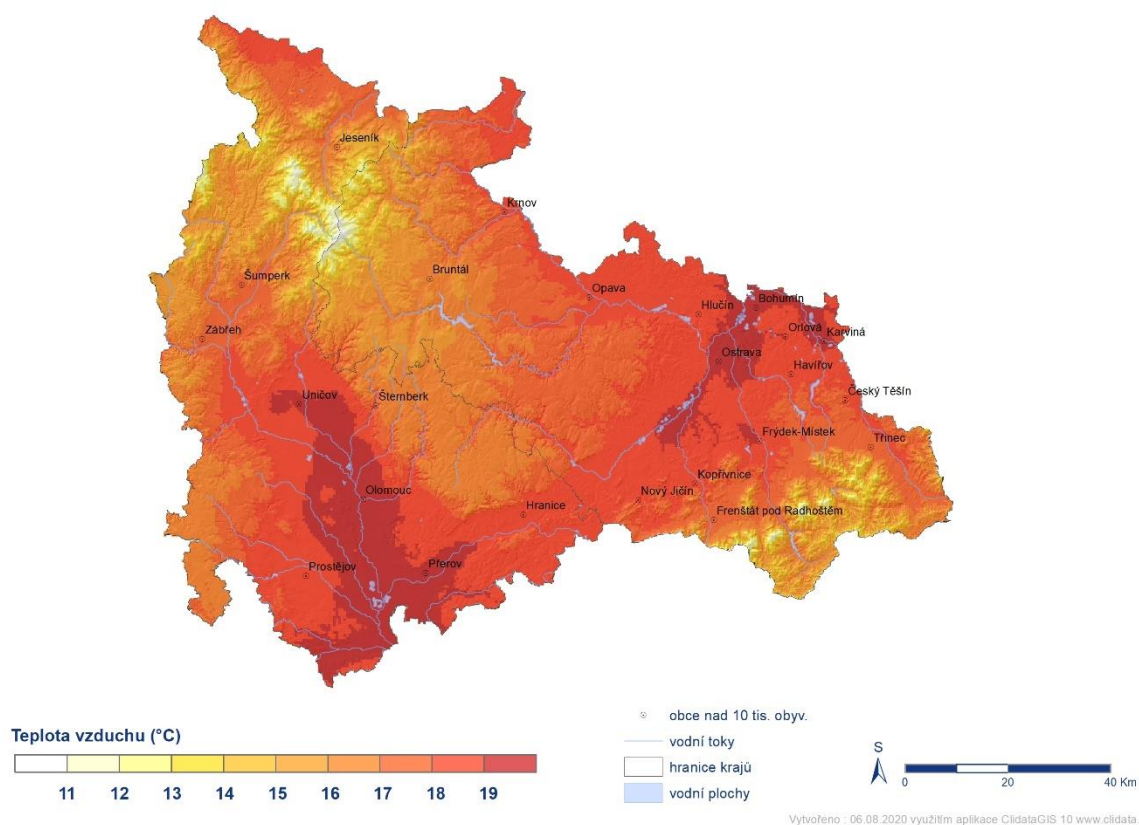 Jeseník
Krnov
Bruntál
Šumperk
Opava
Hlučín
Bohumín
Orlová
Karviná
Zábřeh
Ostrava
Havířov
Český Těšín
Uničov
Šternberk
Frýdek-Místek
Třinec
Kopřivnice
Olomouc
Nový Jičín
Hranice
Frenštát pod Radhoštěm
Přerov
Prostějov
Teplota vzduchu (°C)
11 12 13 14 15 16 17 18 19
obce nad 10 tis. obyv.
vodní toky
hranice krajů
vodní plochy
S
0 20 40 Km
Vytvořeno : 06.08.2020 využitím aplikace ClidataGIS 10 www.clidata.